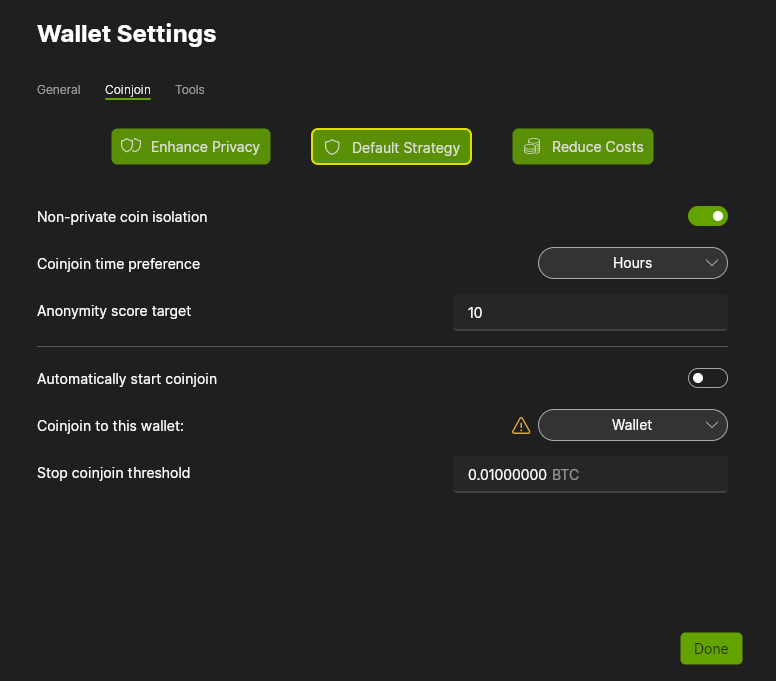 Wallet Settings
General Coinjoin Tools
Enhance Privacy Default Strategy Reduce Costs
Non-private coin isolation
Coinjoin time preference Hours
Anonymity score target 10
Automatically start coinjoin
Coinjoin to this wallet: Wallet
Stop coinjoin threshold 0.01000000 BTC
Done